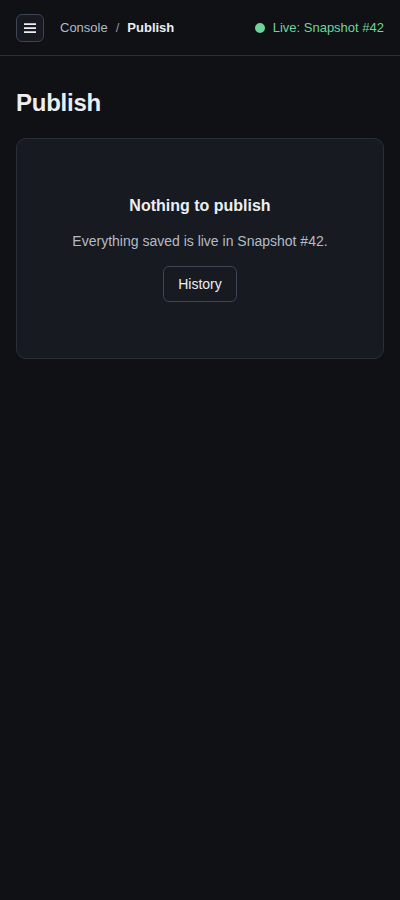 Console / Publish
Live: Snapshot #42
Publish
Nothing to publish
Everything saved is live in Snapshot #42.
History